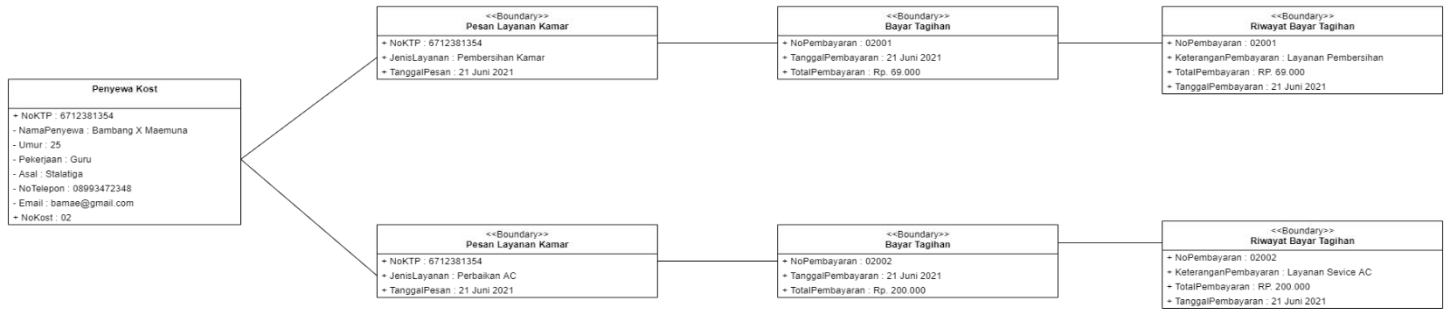 Penyewa Kost
+ NoKTP : 6712381354
- NamaPenyewa : Bambang X Maemuna
- Umur : 25
- Pekerjaan : Guru
- Asal : Stalatiga
- NoTelepon : 08993472348
- Email : bamae@gmail.com
+ NoKost : 02
<<Boundary>>
Pesan Layanan Kamar
+ NoKTP : 6712381354
+ JenisLayanan : Pembersihan Kamar
+ TanggalPesan : 21 Juni 2021
<<Boundary>>
Bayar Tagihan
+ NoPembayaran : 02001
+ TanggalPembayaran : 21 Juni 2021
+ TotalPembayaran : Rp. 69.000
<<Boundary>>
Riwayat Bayar Tagihan
+ NoPembayaran : 02001
+ KeteranganPembayaran : Layanan Pembersihan
+ TotalPembayaran : RP. 69.000
+ TanggalPembayaran : 21 Juni 2021
<<Boundary>>
Pesan Layanan Kamar
+ NoKTP : 6712381354
+ JenisLayanan : Perbaikan AC
+ TanggalPesan : 21 Juni 2021
<<Boundary>>
Bayar Tagihan
+ NoPembayaran : 02002
+ TanggalPembayaran : 21 Juni 2021
+ TotalPembayaran : Rp. 200.000
<<Boundary>>
Riwayat Bayar Tagihan
+ NoPembayaran : 02002
+ KeteranganPembayaran : Layanan Sevice AC
+ TotalPembayaran : RP. 200.000
+ TanggalPembayaran : 21 Juni 2021